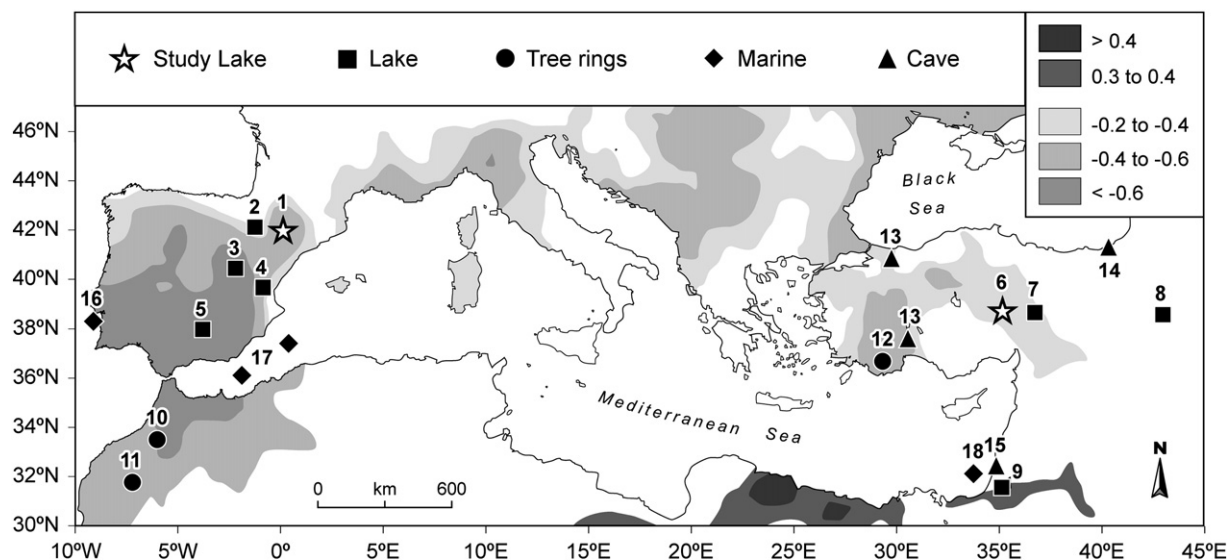 Study Lake
Lake
Tree rings
Marine
Cave
> 0.4
0.3 to 0.4
-0.2 to -0.4
-0.4 to -0.6
< -0.6
46ºN
44ºN
42ºN
40ºN
38ºN
36ºN
34ºN
32ºN
30ºN
Black
Sea
1
2
3
4
5
13
14
6
7
8
16
13
12
17
Mediterranean Sea
10
11
18
15
9
N
0 km 600
10ºW
5ºW
0º
5ºE
10ºE
15ºE
20ºE
25ºE
30ºE
35ºE
40ºE
45ºE